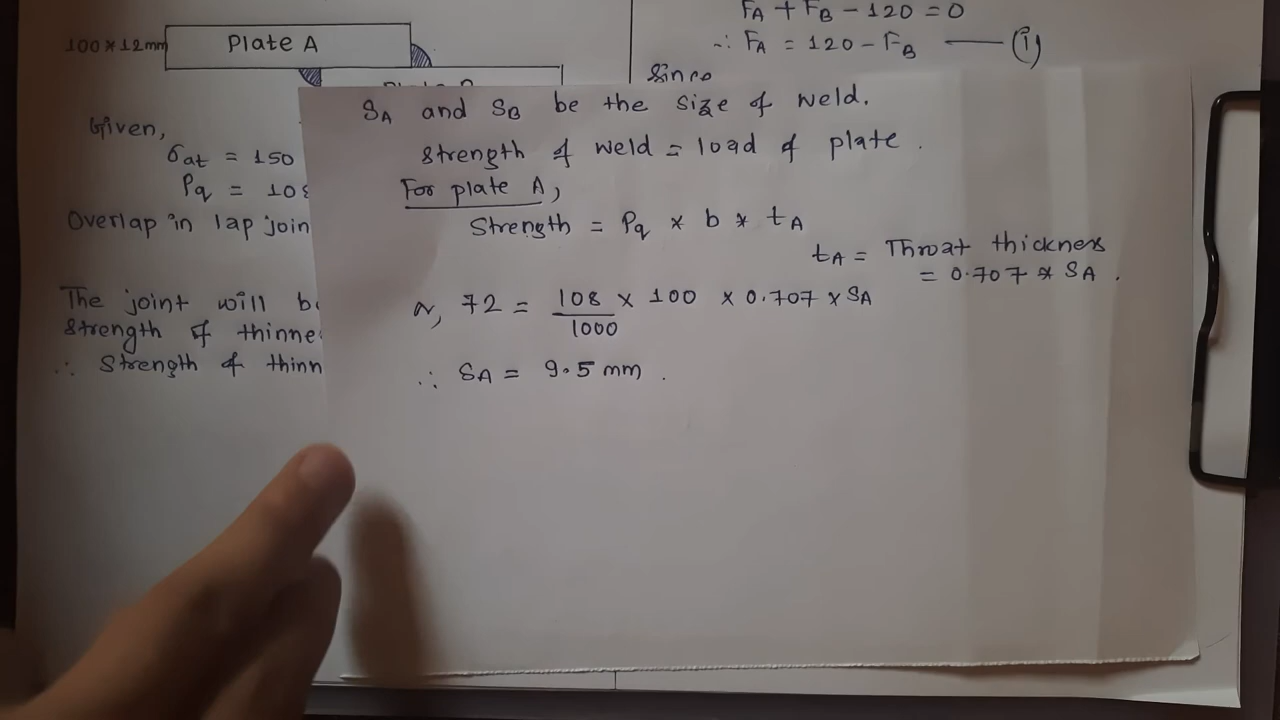 100 * 12mm
Plate A
FA + FB - 120 = 0
∴ FA = 120 - FB —— (i)
Since
Given,
σat = 150
Pq = 108
Overlap in lap join
The joint will b
Strength of thinne
∴ Strength of thinn
SA and SB be the size of weld.
Strength of weld = load of plate.
For plate A,
Strength = Pq * b * tA
tA = Throat thickness
= 0.707 * SA.
or, 72 = 108/1000 × 100 × 0.707 × SA
∴ SA = 9.5 mm.